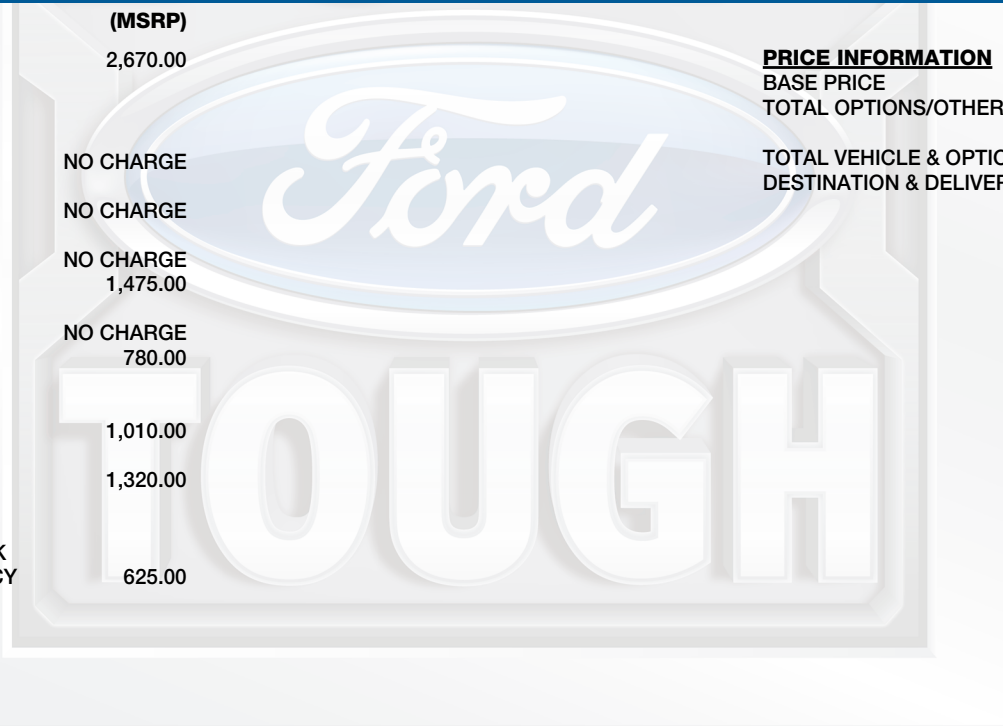 (MSRP)
2,670.00
NO CHARGE
NO CHARGE
NO CHARGE
1,475.00
NO CHARGE
780.00
1,010.00
1,320.00
K
CY 625.00
PRICE INFORMATION
BASE PRICE
TOTAL OPTIONS/OTHER
TOTAL VEHICLE & OPTIO
DESTINATION & DELIVER
Ford
TOUGH